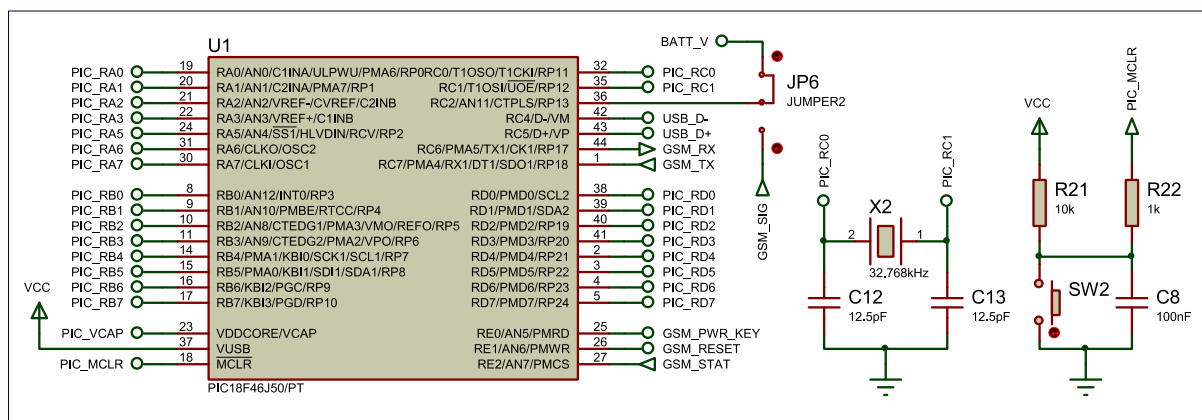 U1
PIC_RA0 19 RA0/AN0/C1INA/ULPWU/PMA6/RP0RC0/T1OSO/T1CKI/RP11 32 PIC_RC0
PIC_RA1 20 RA1/AN1/C2INA/PMA7/RP1 RC1/T1OSI/UOE/RP12 35 PIC_RC1
PIC_RA2 21 RA2/AN2/VREF-/CVREF/C2INB RC2/AN11/CTPLS/RP13 36
PIC_RA3 22 RA3/AN3/VREF+/C1INB RC4/D-/VM 42 USB_D-
PIC_RA5 24 RA5/AN4/SS1/HLVDIN/RCV/RP2 RC5/D+/VP 43 USB_D+
PIC_RA6 31 RA6/CLKO/OSC2 RC6/PMA5/TX1/CK1/RP17 44 GSM_RX
PIC_RA7 30 RA7/CLKI/OSC1 RC7/PMA4/RX1/DT1/SDO1/RP18 1 GSM_TX
PIC_RB0 8 RB0/AN12/INT0/RP3 RD0/PMD0/SCL2 38 PIC_RD0
PIC_RB1 9 RB1/AN10/PMBE/RTCC/RP4 RD1/PMD1/SDA2 39 PIC_RD1
PIC_RB2 10 RB2/AN8/CTEDG1/PMA3/VMO/REFO/RP5 RD2/PMD2/RP19 40 PIC_RD2
PIC_RB3 11 RB3/AN9/CTEDG2/PMA2/VPO/RP6 RD3/PMD3/RP20 41 PIC_RD3
PIC_RB4 14 RB4/PMA1/KBI0/SCK1/SCL1/RP7 RD4/PMD4/RP21 2 PIC_RD4
PIC_RB5 15 RB5/PMA0/KBI1/SDI1/SDA1/RP8 RD5/PMD5/RP22 3 PIC_RD5
PIC_RB6 16 RB6/KBI2/PGC/RP9 RD6/PMD6/RP23 4 PIC_RD6
PIC_RB7 17 RB7/KBI3/PGD/RP10 RD7/PMD7/RP24 5 PIC_RD7
VCC
PIC_VCAP 23 VDDCORE/VCAP RE0/AN5/PMRD 25 GSM_PWR_KEY
37 VUSB RE1/AN6/PMWR 26 GSM_RESET
PIC_MCLR 18 MCLR RE2/AN7/PMCS 27 GSM_STAT
PIC18F46J50/PT
BATT_V
JP6
JUMPER2
GSM_SIG
PIC_RC0
PIC_RC1
X2
2 1
32.768kHz
C12
12.5pF
C13
12.5pF
VCC
PIC_MCLR
R21
10k
R22
1k
SW2
C8
100nF